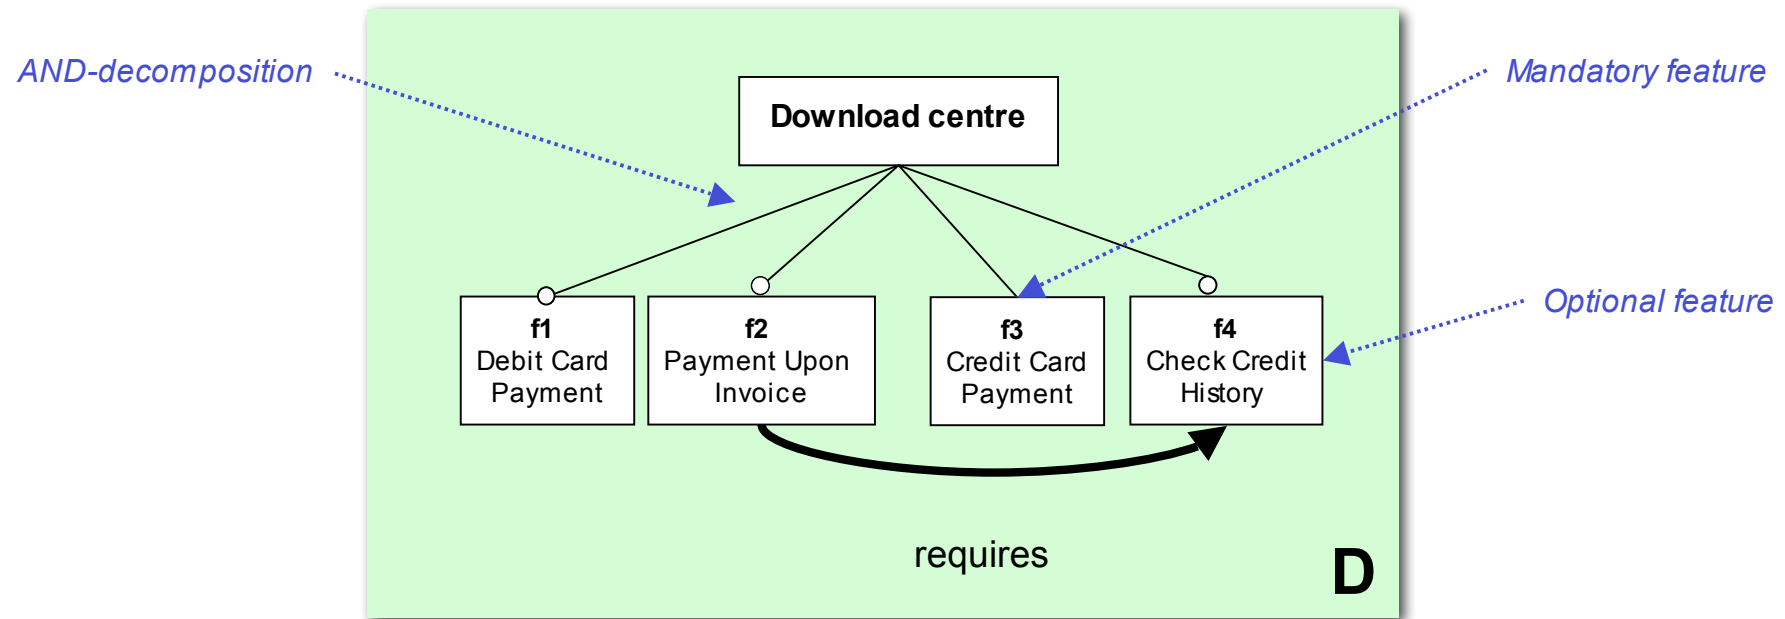 AND-decomposition
Mandatory feature
Download centre
Optional feature
f1
Debit Card
Payment
f2
Payment Upon
Invoice
f3
Credit Card
Payment
f4
Check Credit
History
requires
D